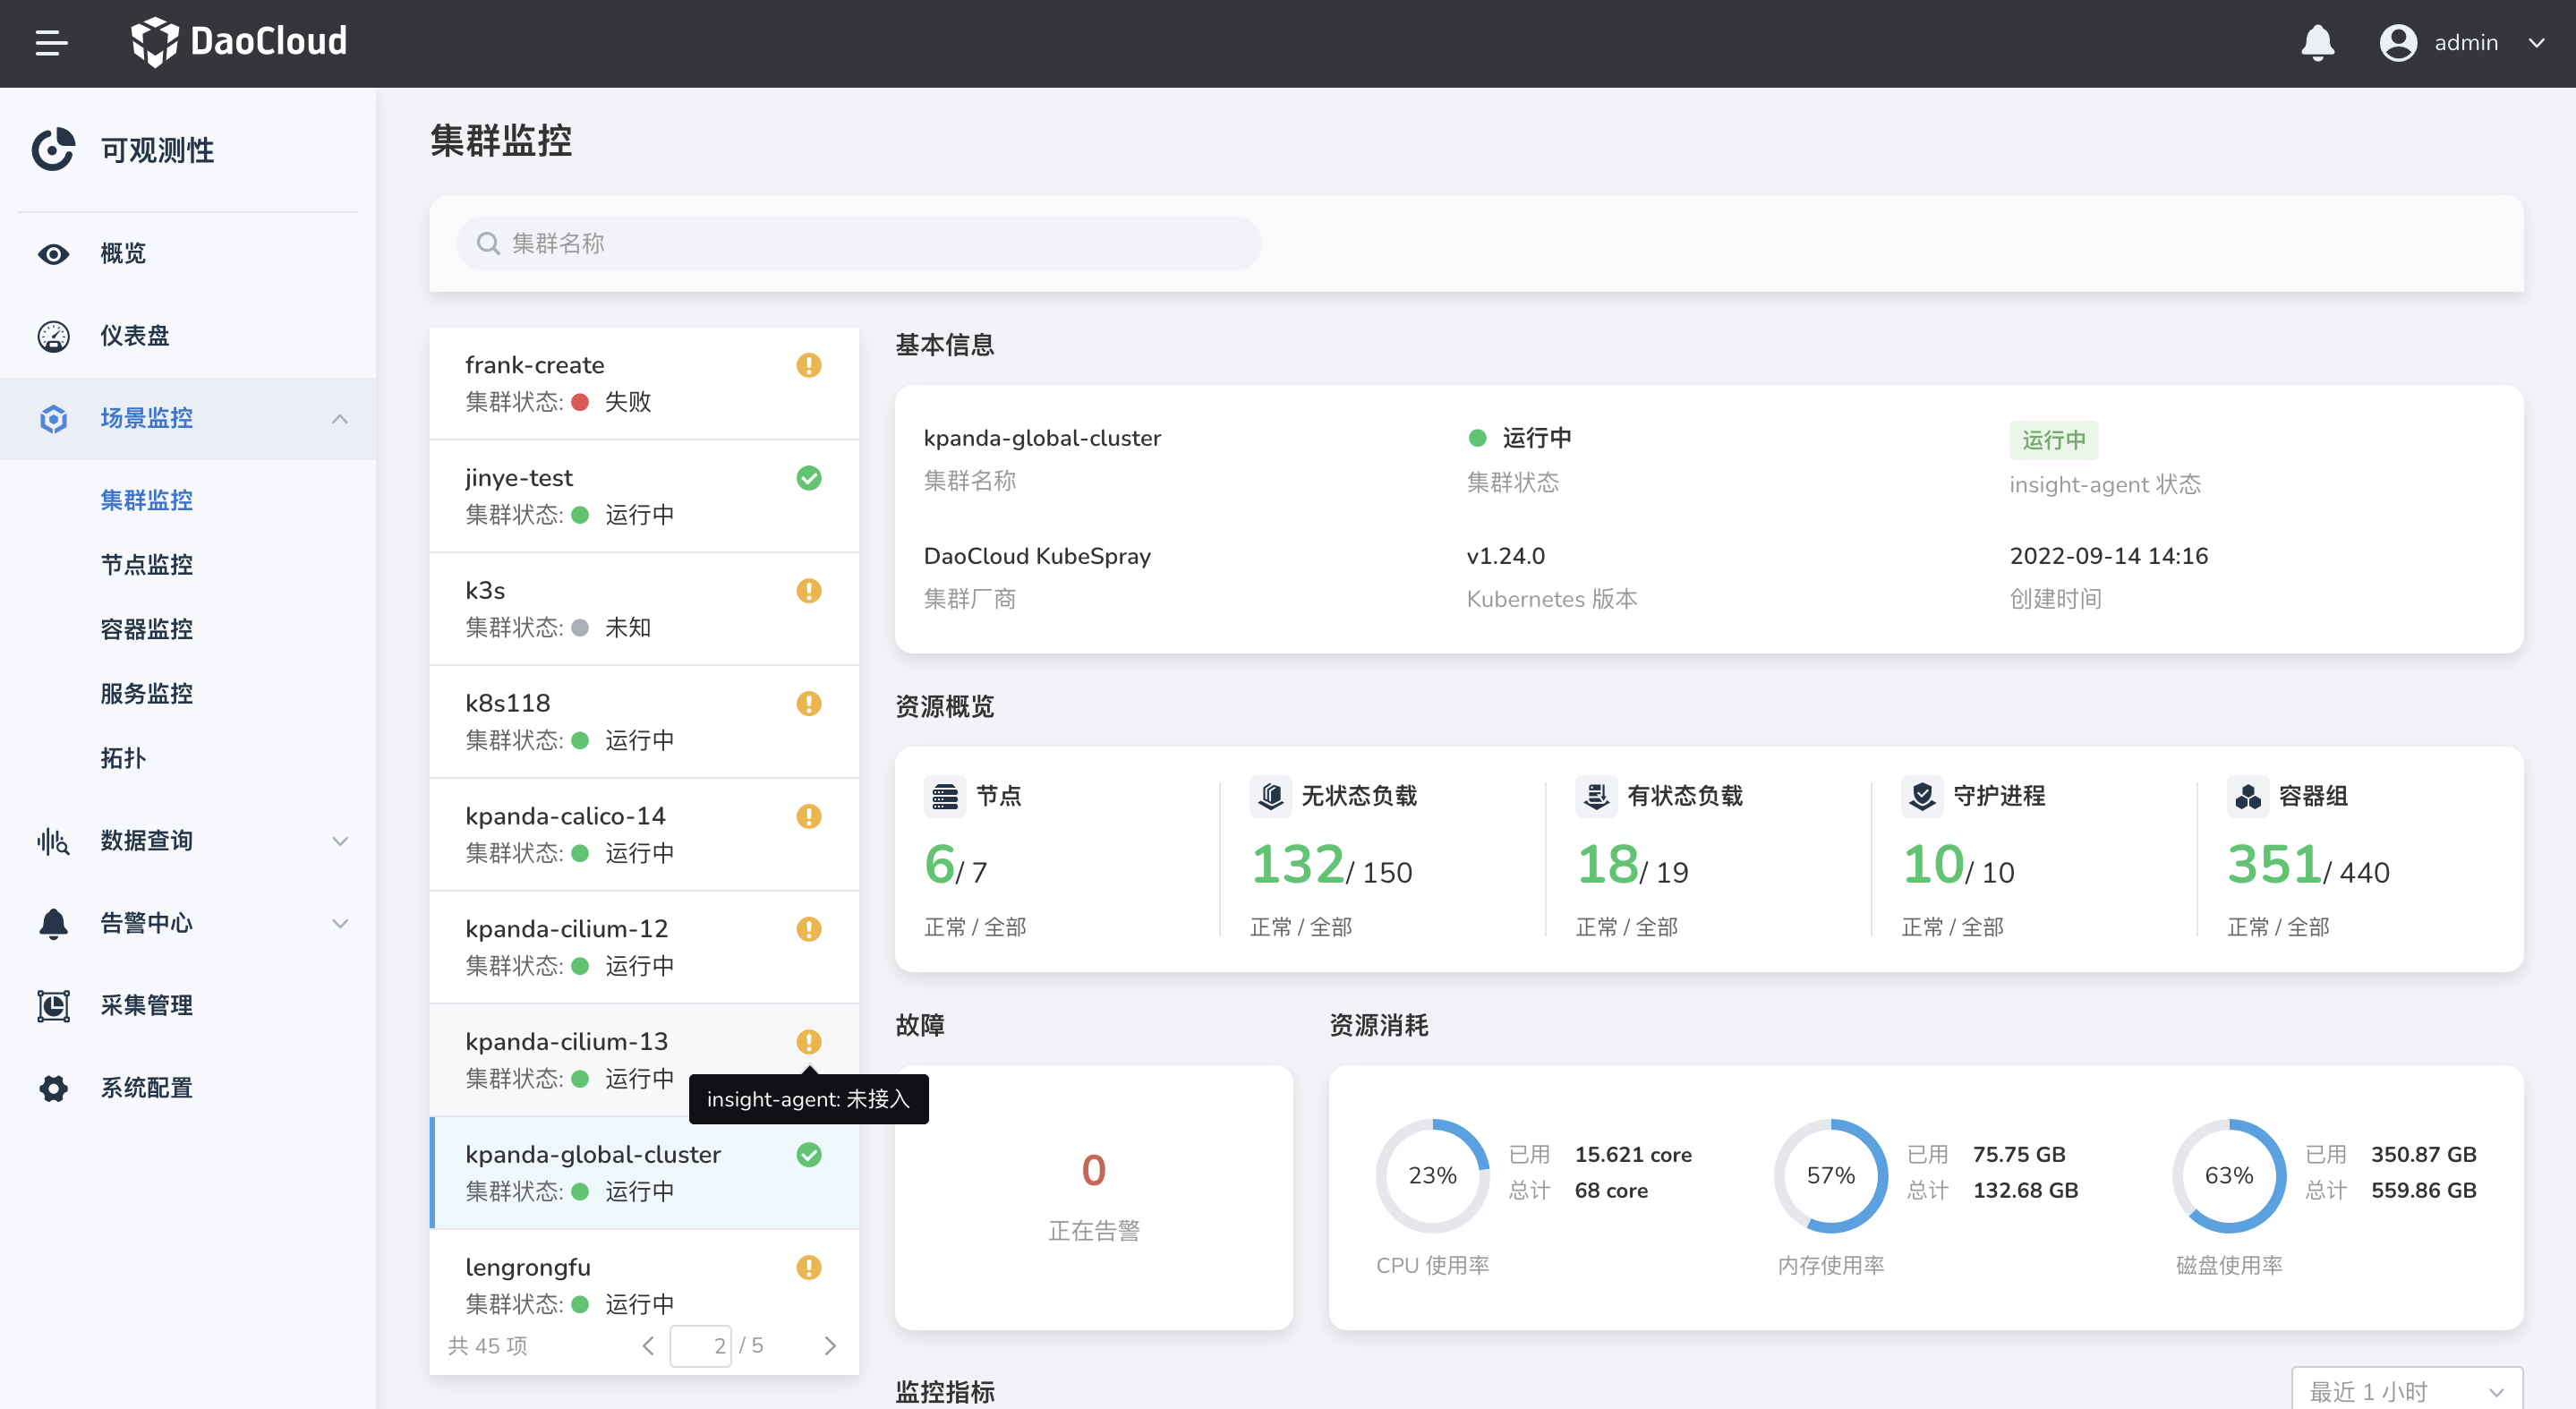 DaoCloud
admin
可观测性
概览
仪表盘
场景监控
集群监控
节点监控
容器监控
服务监控
拓扑
数据查询
告警中心
采集管理
系统配置
集群监控
集群名称
frank-create
集群状态: 失败
jinye-test
集群状态: 运行中
k3s
集群状态: 未知
k8s118
集群状态: 运行中
kpanda-calico-14
集群状态: 运行中
kpanda-cilium-12
集群状态: 运行中
kpanda-cilium-13
集群状态: 运行中
insight-agent: 未接入
kpanda-global-cluster
集群状态: 运行中
lengrongfu
集群状态: 运行中
共 45 项 2 / 5
基本信息
kpanda-global-cluster
集群名称
运行中
集群状态
运行中
insight-agent 状态
DaoCloud KubeSpray
集群厂商
v1.24.0
Kubernetes 版本
2022-09-14 14:16
创建时间
资源概览
节点
6/ 7
正常 / 全部
无状态负载
132/ 150
正常 / 全部
有状态负载
18/ 19
正常 / 全部
守护进程
10/ 10
正常 / 全部
容器组
351/ 440
正常 / 全部
故障
0
正在告警
资源消耗
23%
已用 15.621 core
总计 68 core
CPU 使用率
57%
已用 75.75 GB
总计 132.68 GB
内存使用率
63%
已用 350.87 GB
总计 559.86 GB
磁盘使用率
监控指标
最近 1 小时